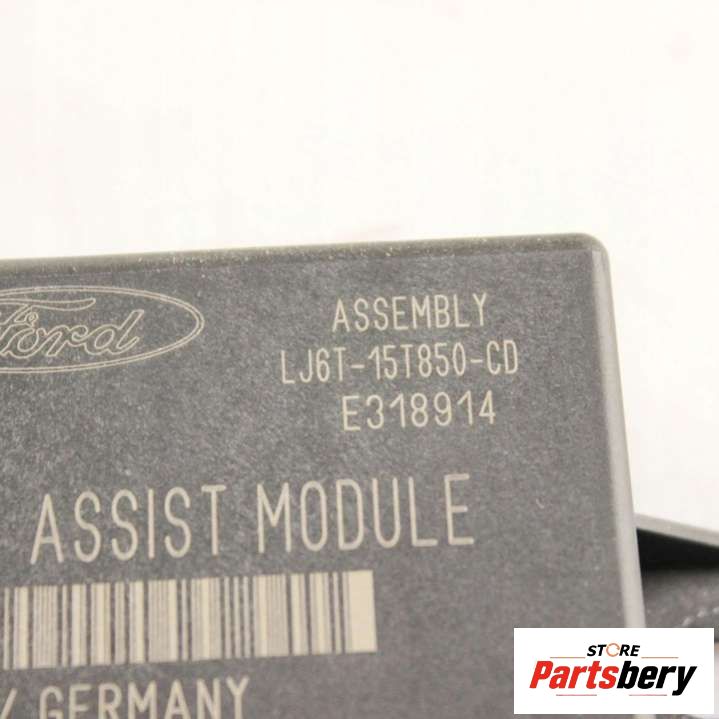 Ford
ASSEMBLY
LJ6T-15T850-CD
E318914
ASSIST MODULE
/ GERMANY
STORE
Partsbery